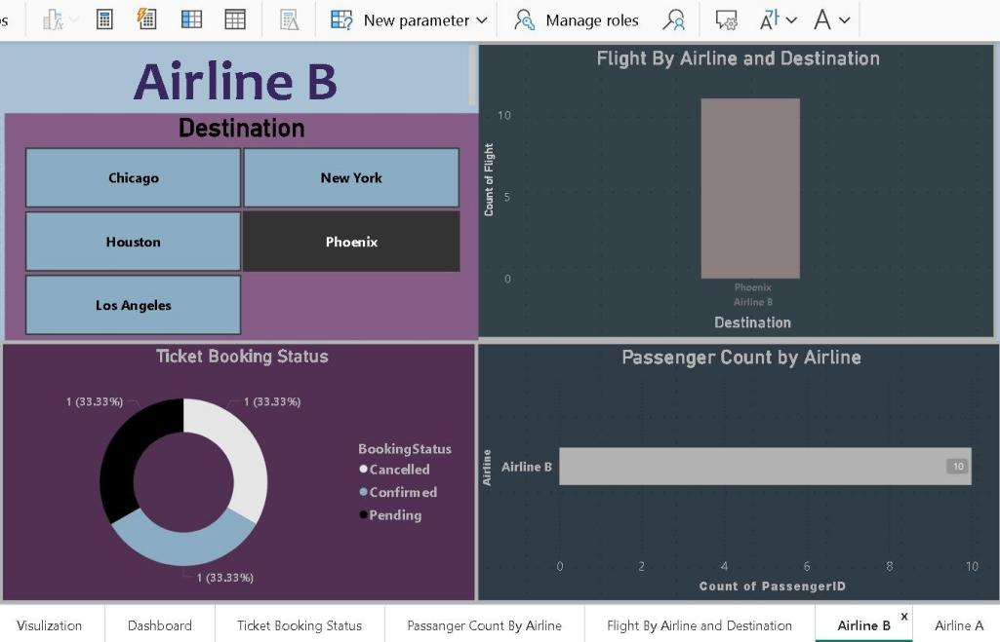 s
New parameter
Manage roles
A
Airline B
Destination
Chicago
New York
Houston
Phoenix
Los Angeles
Flight By Airline and Destination
Count of Flight
10
5
0
Phoenix
Airline B
Destination
Ticket Booking Status
1 (33.33%)
1 (33.33%)
1 (33.33%)
BookingStatus
Cancelled
Confirmed
Pending
Passenger Count by Airline
Airline
Airline B
10
0 2 4 6 8 10
Count of PassengerID
Visulization
Dashboard
Ticket Booking Status
Passanger Count By Airline
Flight By Airline and Destination
Airline B
x
Airline A